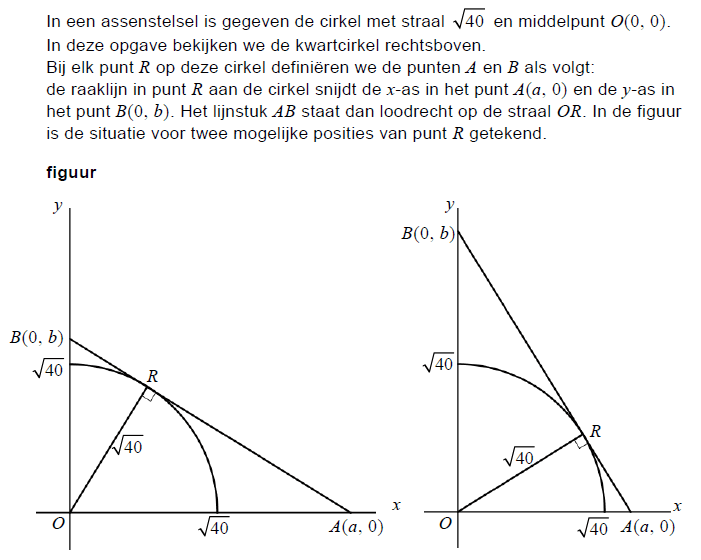 In een assenstelsel is gegeven de cirkel met straal √40 en middelpunt O(0, 0).
In deze opgave bekijken we de kwartcirkel rechtsboven.
Bij elk punt R op deze cirkel definiëren we de punten A en B als volgt:
de raaklijn in punt R aan de cirkel snijdt de x-as in het punt A(a, 0) en de y-as in
het punt B(0, b). Het lijnstuk AB staat dan loodrecht op de straal OR. In de figuur
is de situatie voor twee mogelijke posities van punt R getekend.
figuur
y
B(0, b)
√40
R
√40
O
√40
A(a, 0)
x
y
B(0, b)
√40
R
√40
O
√40
A(a, 0)
x